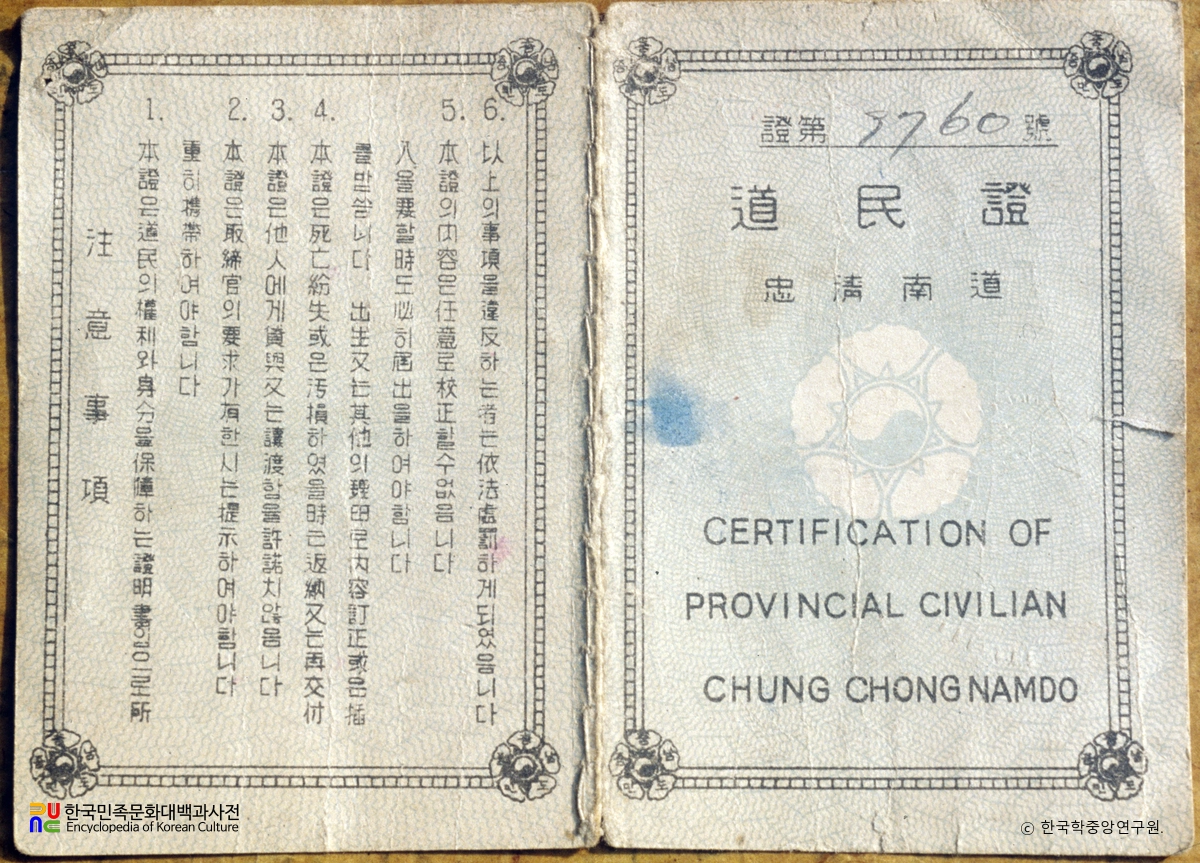 注意事項
1. 本證은道民의權利와身分을保障하는證明書임으로所
重히携帶하여야합니다
2. 本證은取締官의要求가有한시는提示하여야합니다
3. 本證은他人에게貸與又는讓渡함을許諾치않음니다
4. 本證은死亡紛失或은汚損하였을時는返納又는再交付
를받씀니다 出生又는其他의理由로內容訂正或은揷
入을要할時도必히屆出을하여야합니다
5. 本證의內容은任意로校正할수없음니다
6. 以上의事項을違反하는者는依法處罰하게되었음니다
證第 號
道民證
忠淸南道
CERTIFICATION OF
PROVINCIAL CIVILIAN
CHUNG CHONG NAMDO
한국민족문화대백과사전
Encyclopedia of Korean Culture
© 한국학중앙연구원.